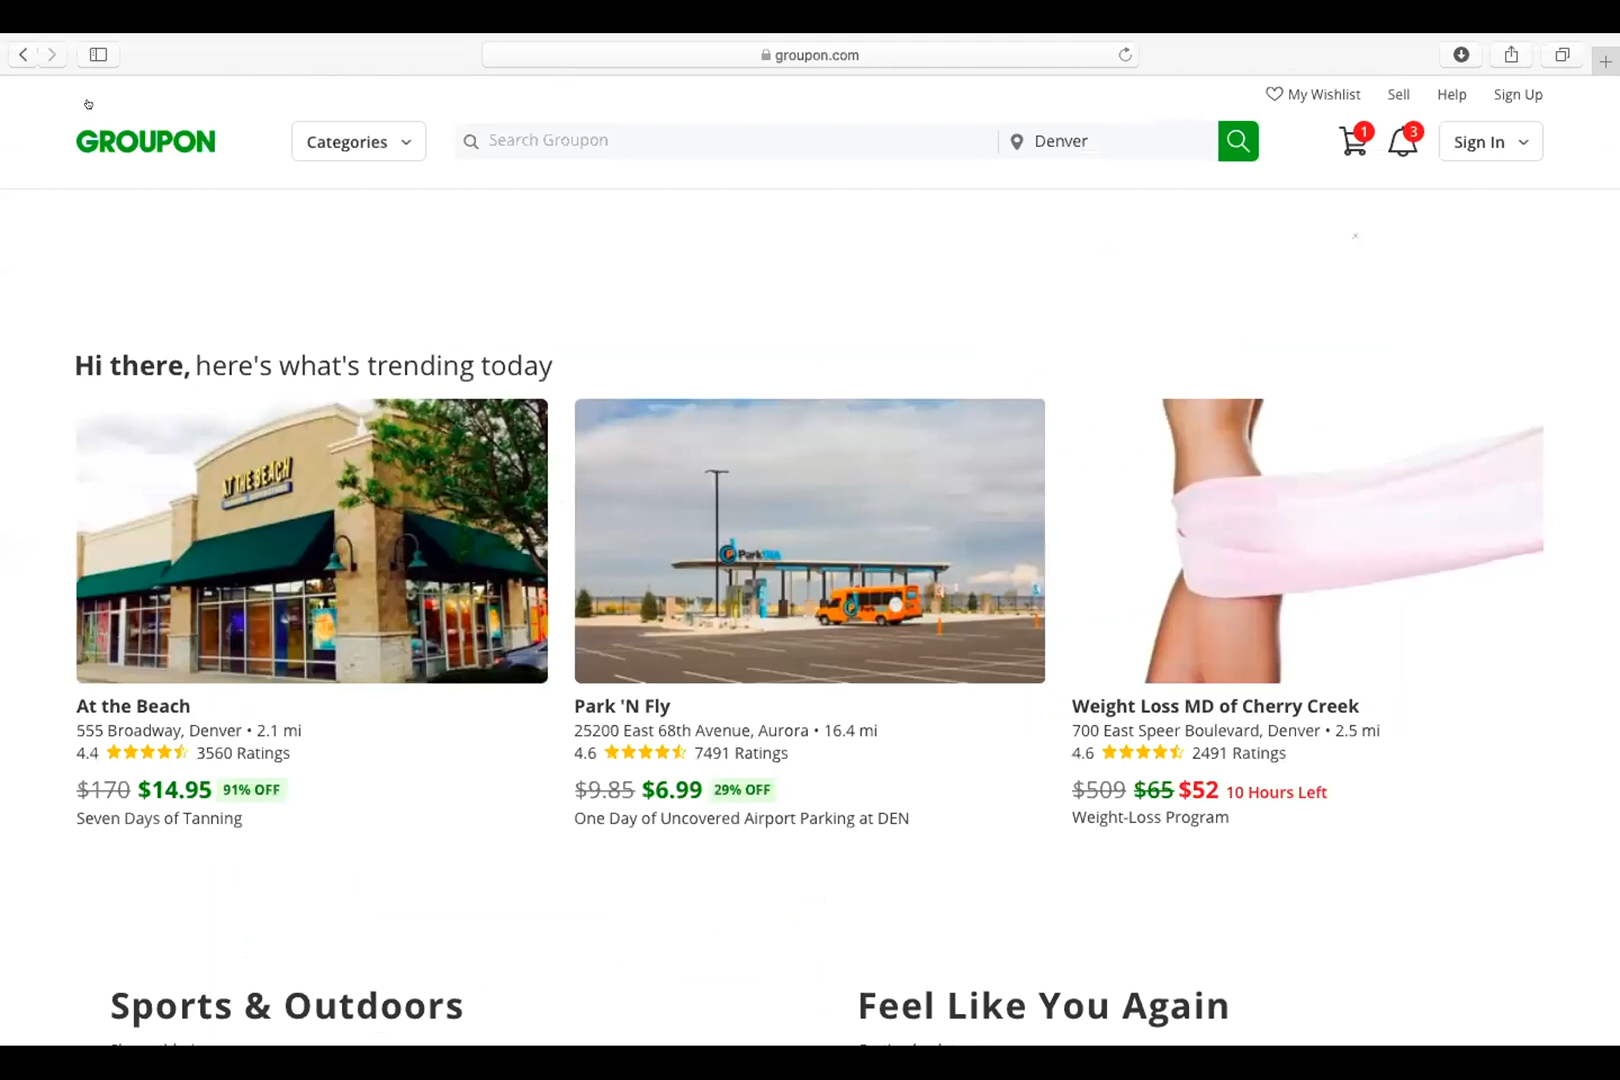 groupon.com
My Wishlist Sell Help Sign Up
GROUPON Categories Search Groupon Denver 1 3 Sign In
Hi there, here's what's trending today
AT THE BEACH
Park
At the Beach
555 Broadway, Denver • 2.1 mi
4.4 3560 Ratings
$170 $14.95 91% OFF
Seven Days of Tanning
Park 'N Fly
25200 East 68th Avenue, Aurora • 16.4 mi
4.6 7491 Ratings
$9.85 $6.99 29% OFF
One Day of Uncovered Airport Parking at DEN
Weight Loss MD of Cherry Creek
700 East Speer Boulevard, Denver • 2.5 mi
4.6 2491 Ratings
$509 $65 $52 10 Hours Left
Weight-Loss Program
Sports & Outdoors
Feel Like You Again